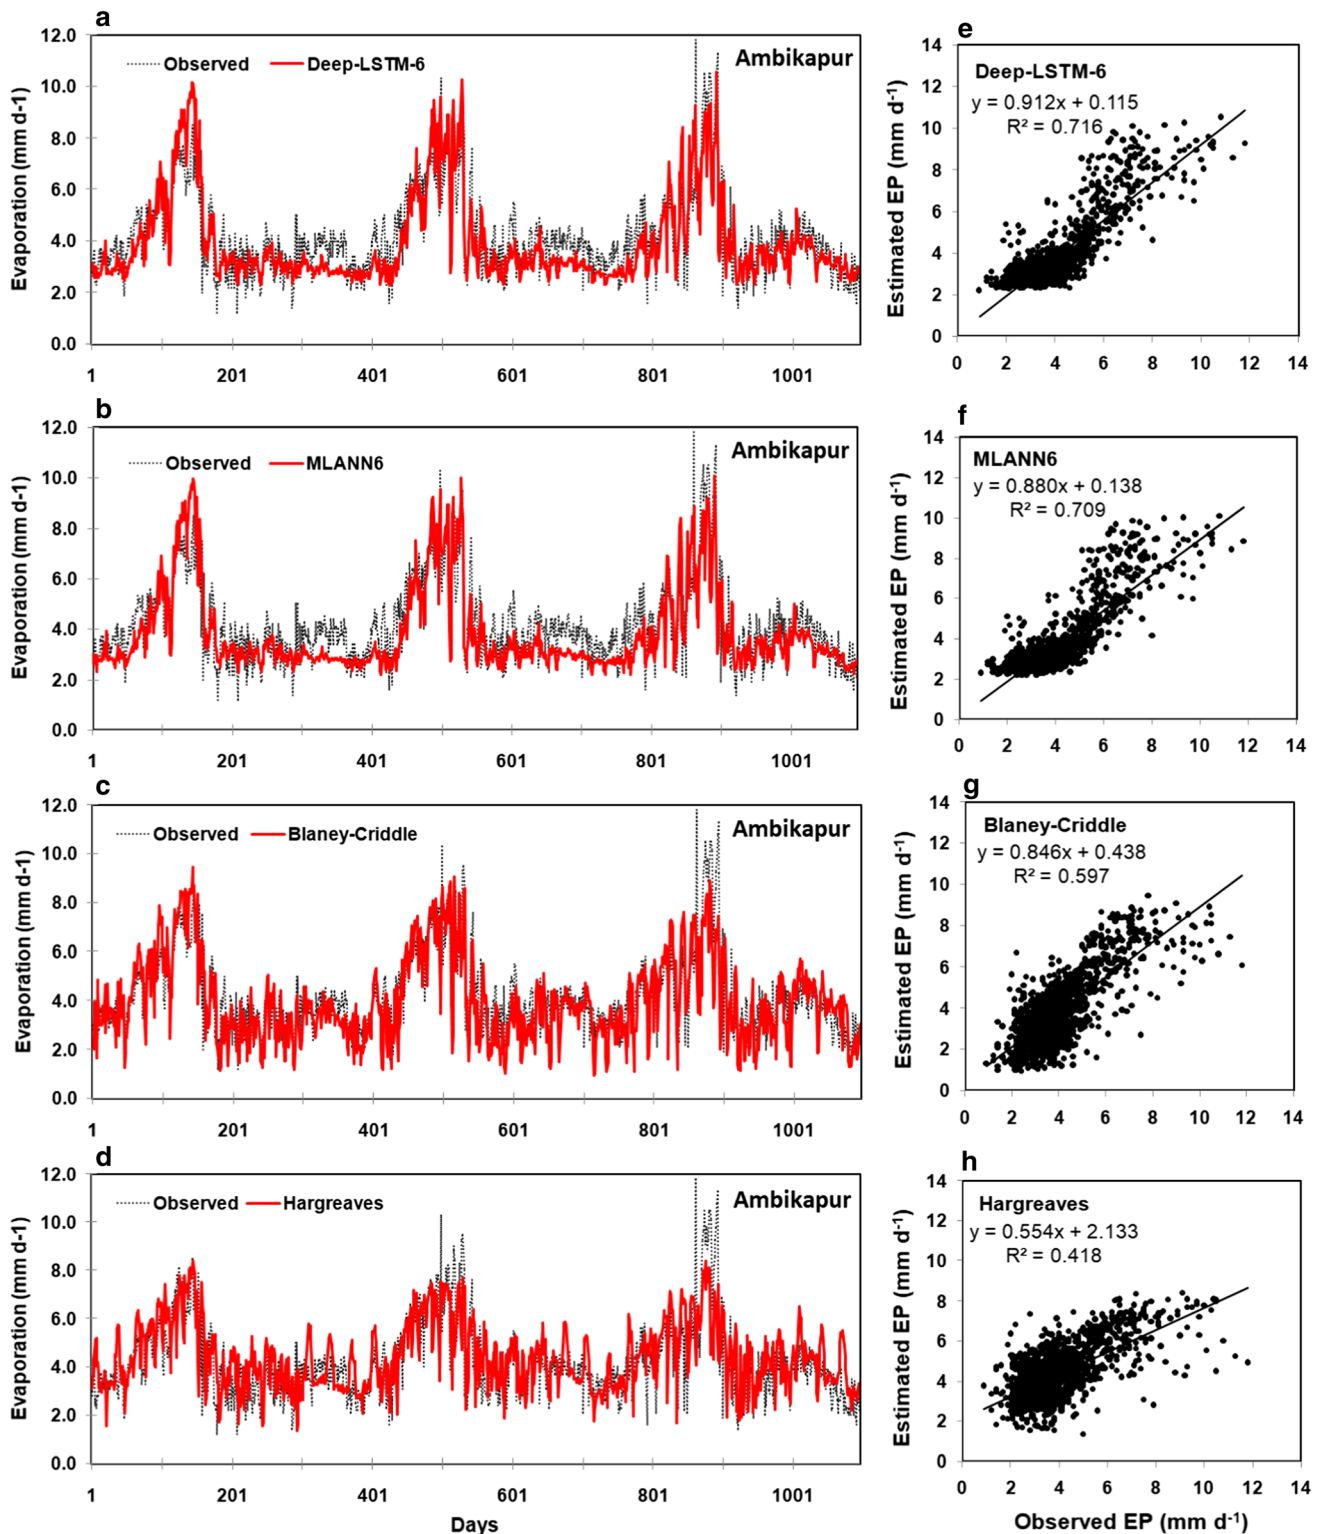 a
12.0
10.0
8.0
6.0
4.0
2.0
0.0
Evaporation (mm d-1)
Observed Deep-LSTM-6
Ambikapur
1 201 401 601 801 1001
e
14
12
10
8
6
4
2
0
Estimated EP (mm d-1)
Deep-LSTM-6
y = 0.912x + 0.115
R² = 0.716
0 2 4 6 8 10 12 14
b
12.0
10.0
8.0
6.0
4.0
2.0
0.0
Evaporation (mm d-1)
Observed MLANN6
Ambikapur
1 201 401 601 801 1001
f
14
12
10
8
6
4
2
0
Estimated EP (mm d-1)
MLANN6
y = 0.880x + 0.138
R² = 0.709
0 2 4 6 8 10 12 14
c
12.0
10.0
8.0
6.0
4.0
2.0
0.0
Evaporation (mm d-1)
Observed Blaney-Criddle
Ambikapur
1 201 401 601 801 1001
g
14
12
10
8
6
4
2
0
Estimated EP (mm d-1)
Blaney-Criddle
y = 0.846x + 0.438
R² = 0.597
0 2 4 6 8 10 12 14
d
12.0
10.0
8.0
6.0
4.0
2.0
0.0
Evaporation (mm d-1)
Observed Hargreaves
Ambikapur
1 201 401 601 801 1001
Days
h
14
12
10
8
6
4
2
0
Estimated EP (mm d-1)
Hargreaves
y = 0.554x + 2.133
R² = 0.418
0 2 4 6 8 10 12 14
Observed EP (mm d-1)